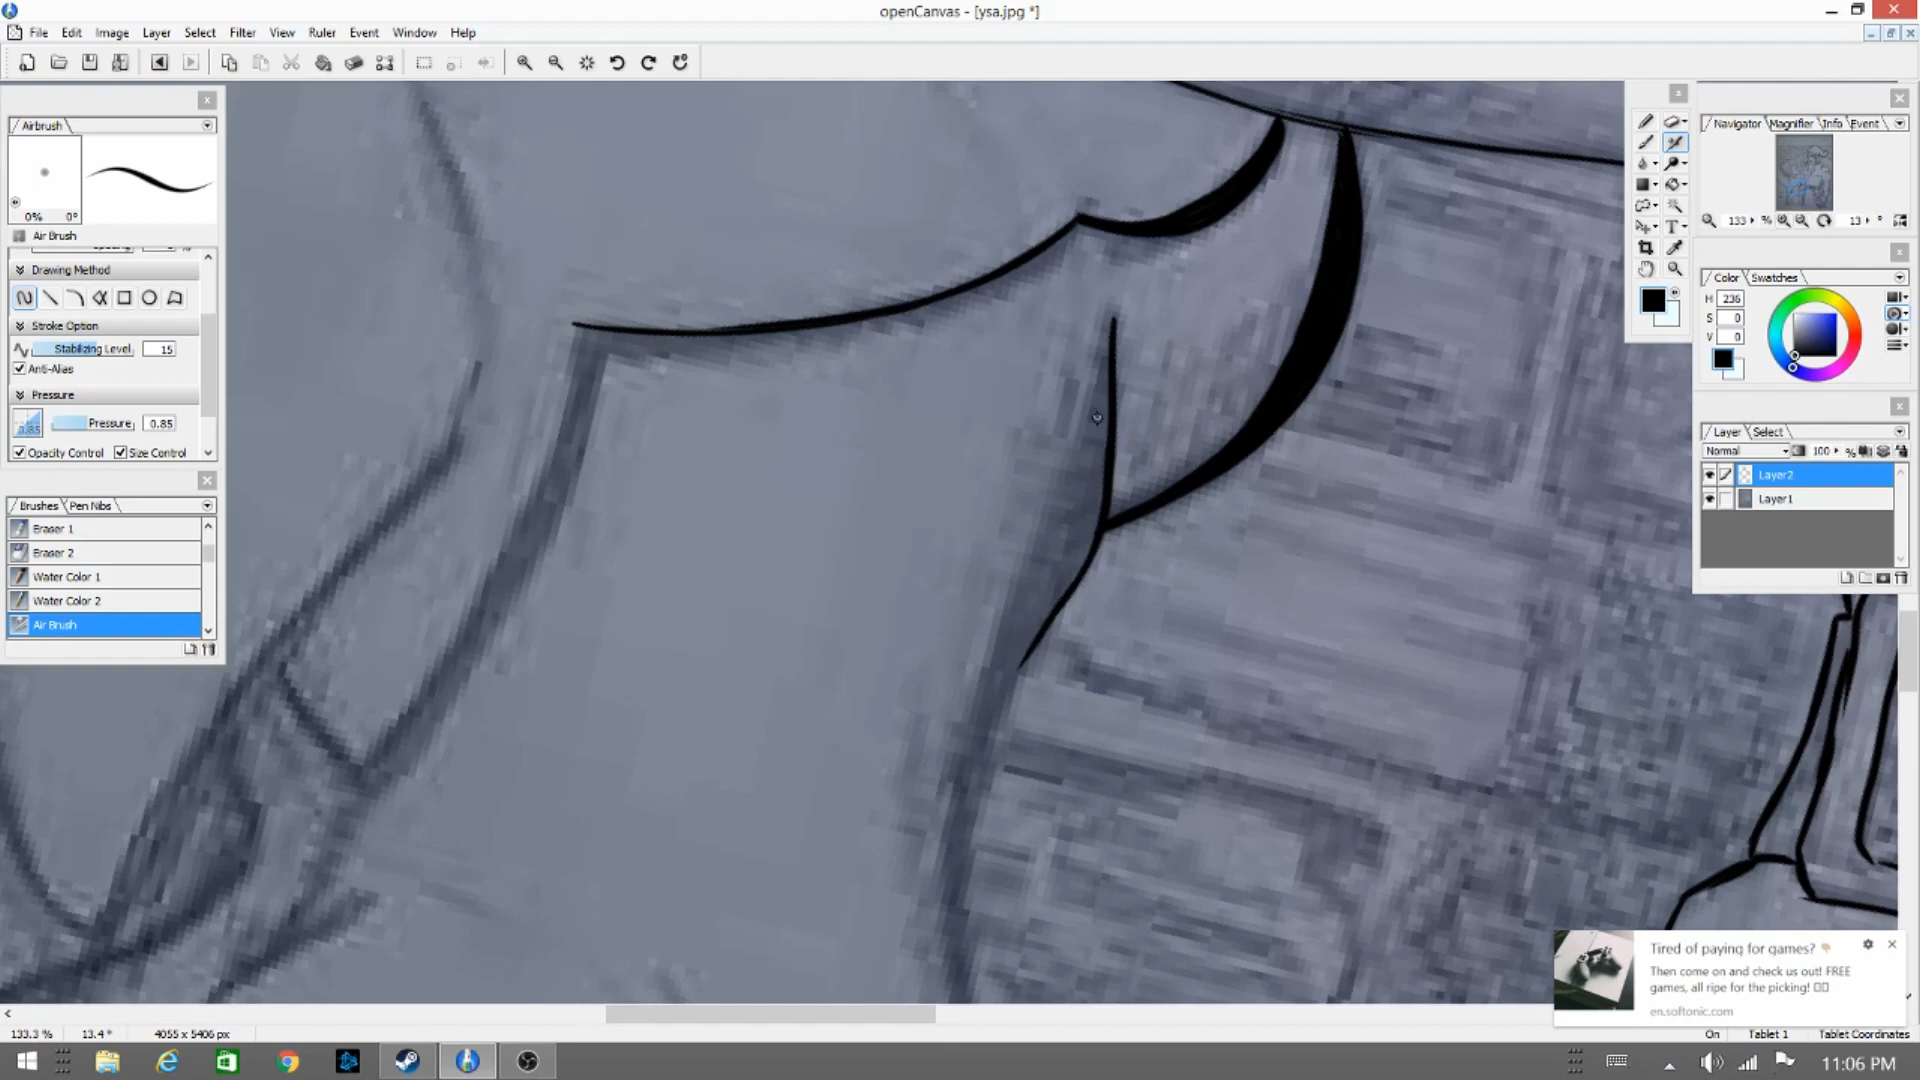 openCanvas - [ysa.jpg *]
File Edit Image Layer Select Filter View Ruler Event Window Help
Airbrush
0% 0°
Air Brush
Drawing Method
Stroke Option
Stabilizing Level 15
Anti-Alias
Pressure
0.85 Pressure 0.85
Opacity Control Size Control
Brushes Pen Nibs
Eraser 1
Eraser 2
Water Color 1
Water Color 2
Air Brush
Navigator Magnifier Info Event
133 % 13 °
Color Swatches
H 236
S 0
V 0
Layer Select
Normal 100 %
Layer2
Layer1
Tired of paying for games?
Then come on and check us out! FREE
games, all ripe for the picking!
en.softonic.com
133.3 % 13.4 ° 4055 x 5406 px On Tablet 1 Tablet Coordinates
11:06 PM